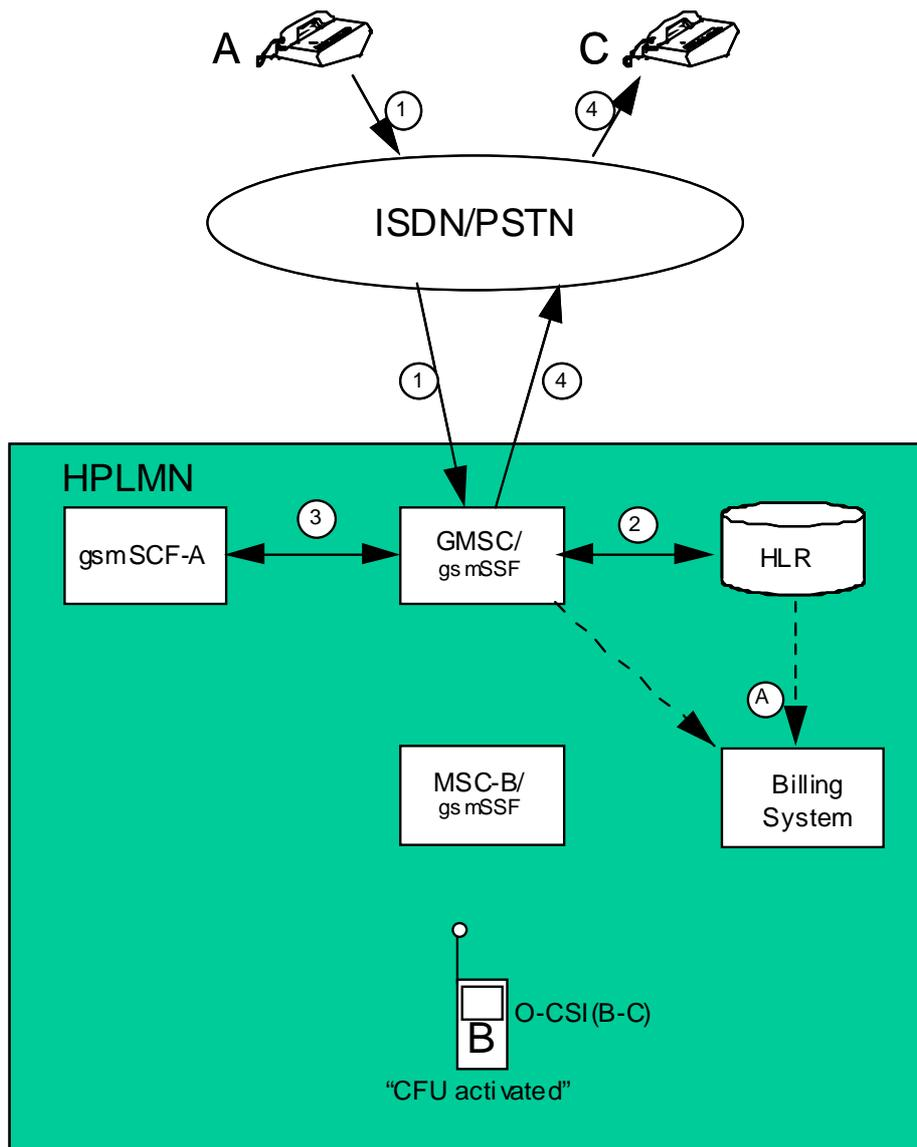 A
C
1
4
ISDN/PSTN
1
4
HPLMN
gsmSCF-A
3
GMSC/
gsmSSF
2
HLR
A
MSC-B/
gsmSSF
Billing
System
O-CSI(B-C)
B
“CFU activated”